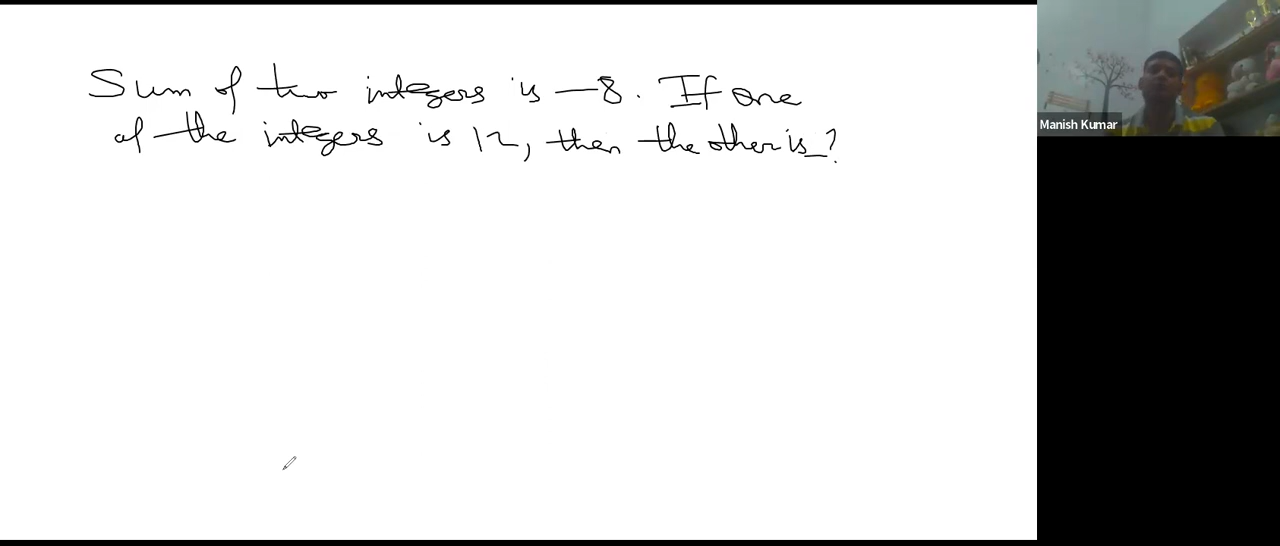 Sum of two integers is -8. If one
of the integers is 12, then the other is _?
Manish Kumar